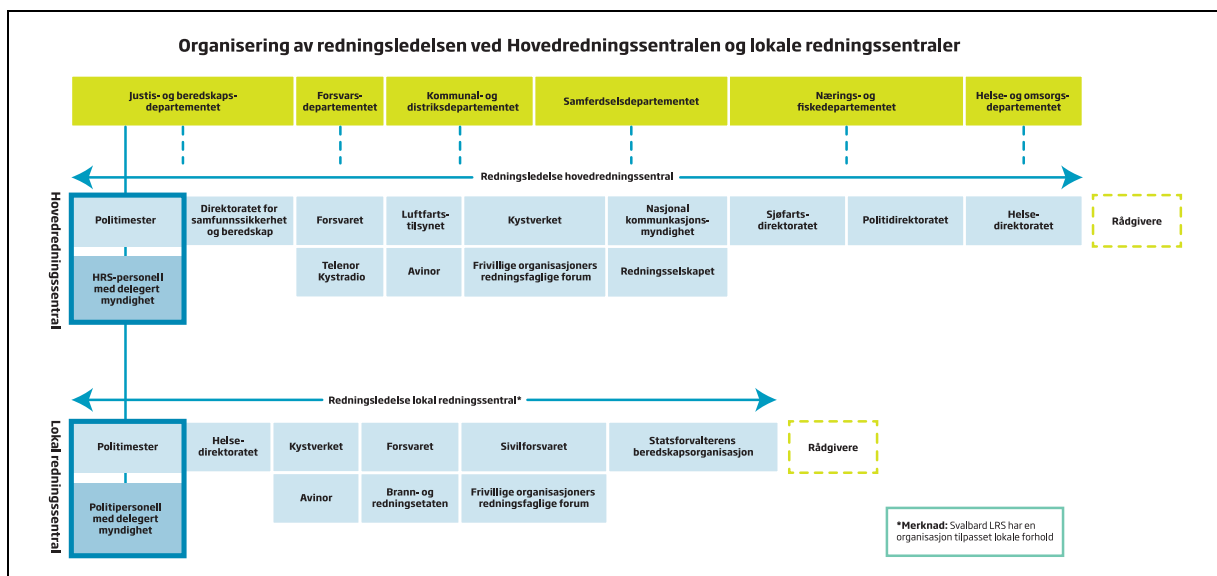 Organisering av redningsledelsen ved Hovedredningssentralen og lokale redningssentraler
Justis- og beredskaps-
departementet
Forsvars-
departementet
Kommunal- og
distriksdepartementet
Samferdselsdepartementet
Nærings- og
fiskedepartementet
Helse- og omsorgs-
departementet
Redningsledelse hovedredningssentral
Hovedredningssentral
Politimester
HRS-personell
med delegert
myndighet
Direktoratet for
samfunnssikkerhet
og beredskap
Forsvaret
Luftfarts-
tilsynet
Kystverket
Nasjonal
kommunkasjons-
myndighet
Sjøfarts-
direktoratet
Politidirektoratet
Helse-
direktoratet
Rådgivere
Telenor
Kystradio
Avinor
Frivillige organisasjoners
redningsfaglige forum
Redningsselskapet
Redningsledelse lokal redningssentral*
Lokal redningssentral
Politimester
Politipersonell
med delegert
myndighet
Helse-
direktoratet
Kystverket
Forsvaret
Sivilforsvaret
Statsforvalterens
beredskapsorganisasjon
Rådgivere
Avinor
Brann- og
redningsetaten
Frivillige organisasjoners
redningsfaglige forum
*Merknad: Svalbard LRS har en
organisasjon tilpasset lokale forhold